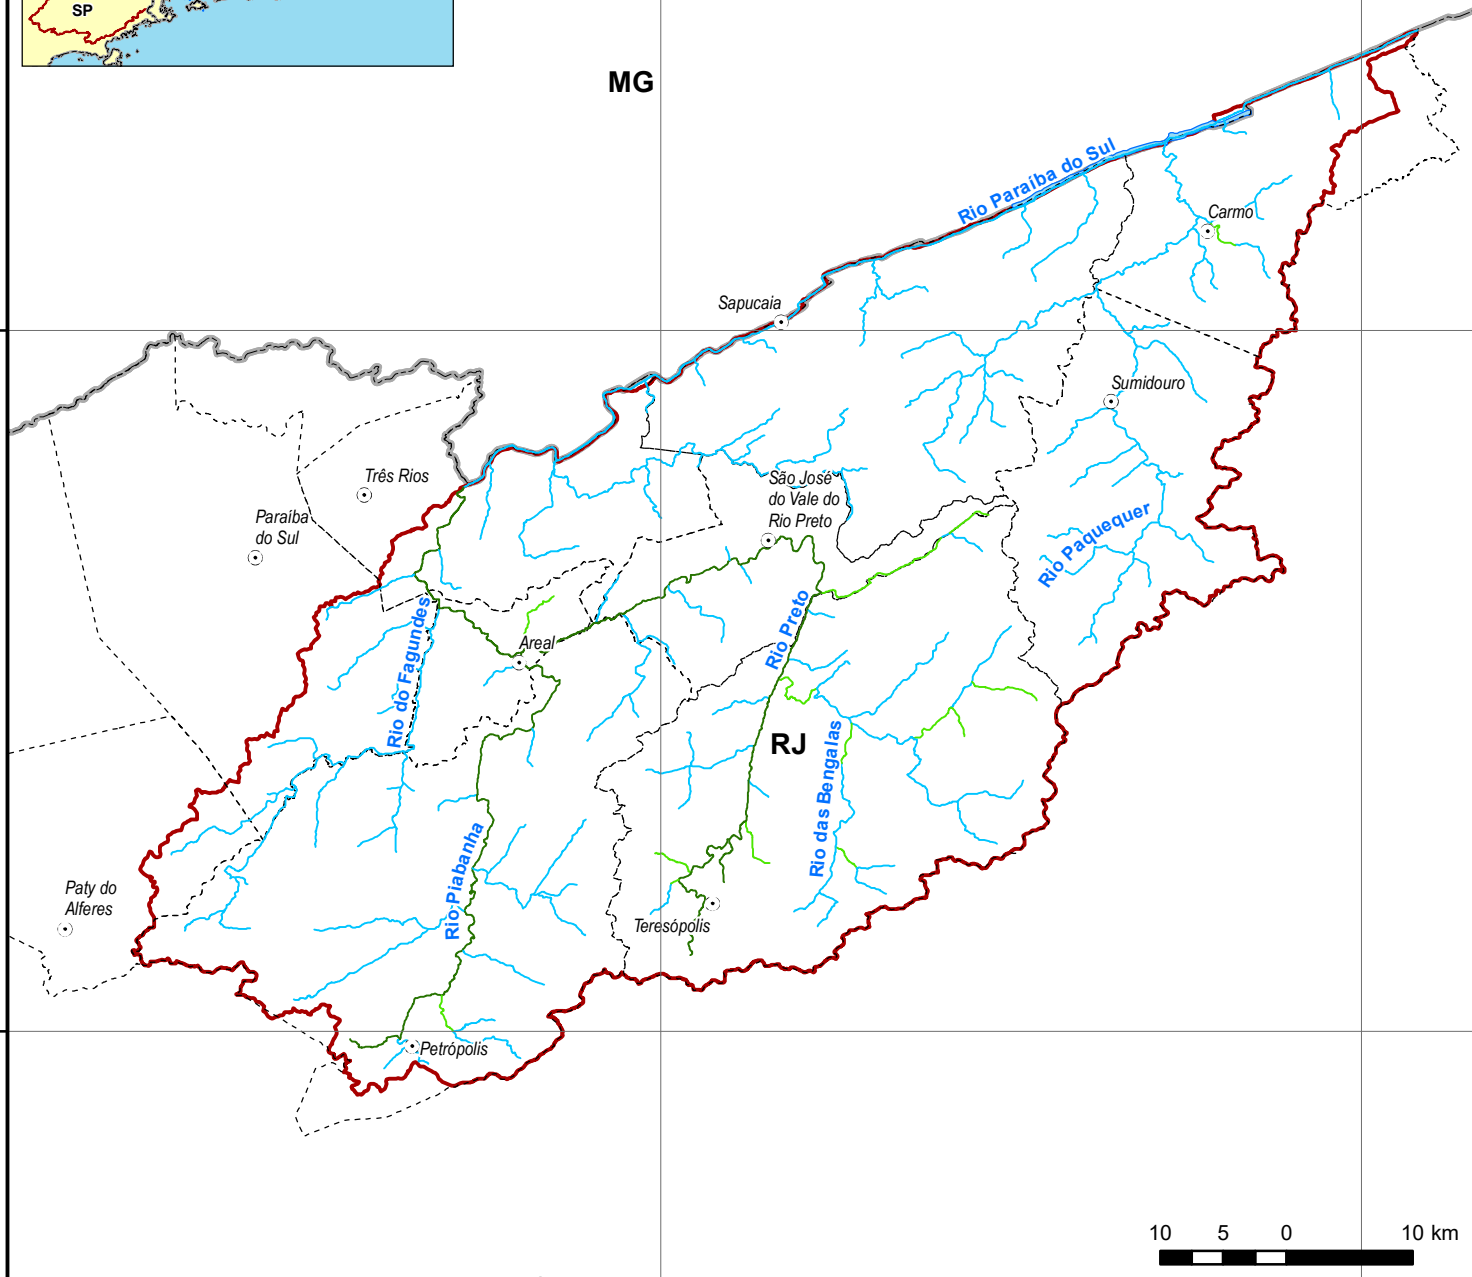 SP
MG
Rio Paraíba do Sul
Carmo
Sapucaia
Sumidouro
Três Rios
São José
do Vale do
Rio Preto
Paraíba
do Sul
Rio Paquequer
Rio do Fagundes
Rio Preto
Areal
RJ
Rio das Bengalas
Rio Piabanha
Paty do
Alferes
Teresópolis
Petrópolis
10 5 0 10 km